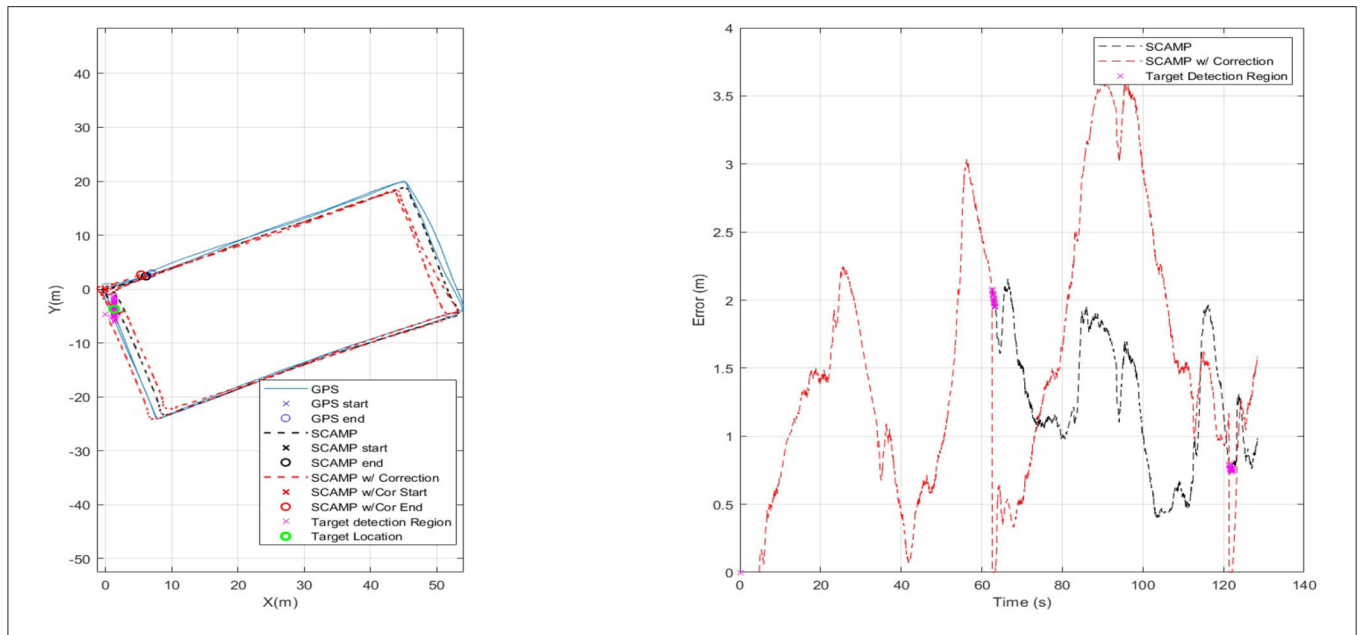 40
30
20
10
0
-10
-20
-30
-40
-50
Y(m)
0
10
20
30
40
50
X(m)
GPS
GPS start
GPS end
SCAMP
SCAMP start
SCAMP end
SCAMP w/ Correction
SCAMP w/Cor Start
SCAMP w/Cor End
Target detection Region
Target Location
4
3.5
3
2.5
2
1.5
1
0.5
0
Error (m)
0
20
40
60
80
100
120
140
Time (s)
SCAMP
SCAMP w/ Correction
Target Detection Region